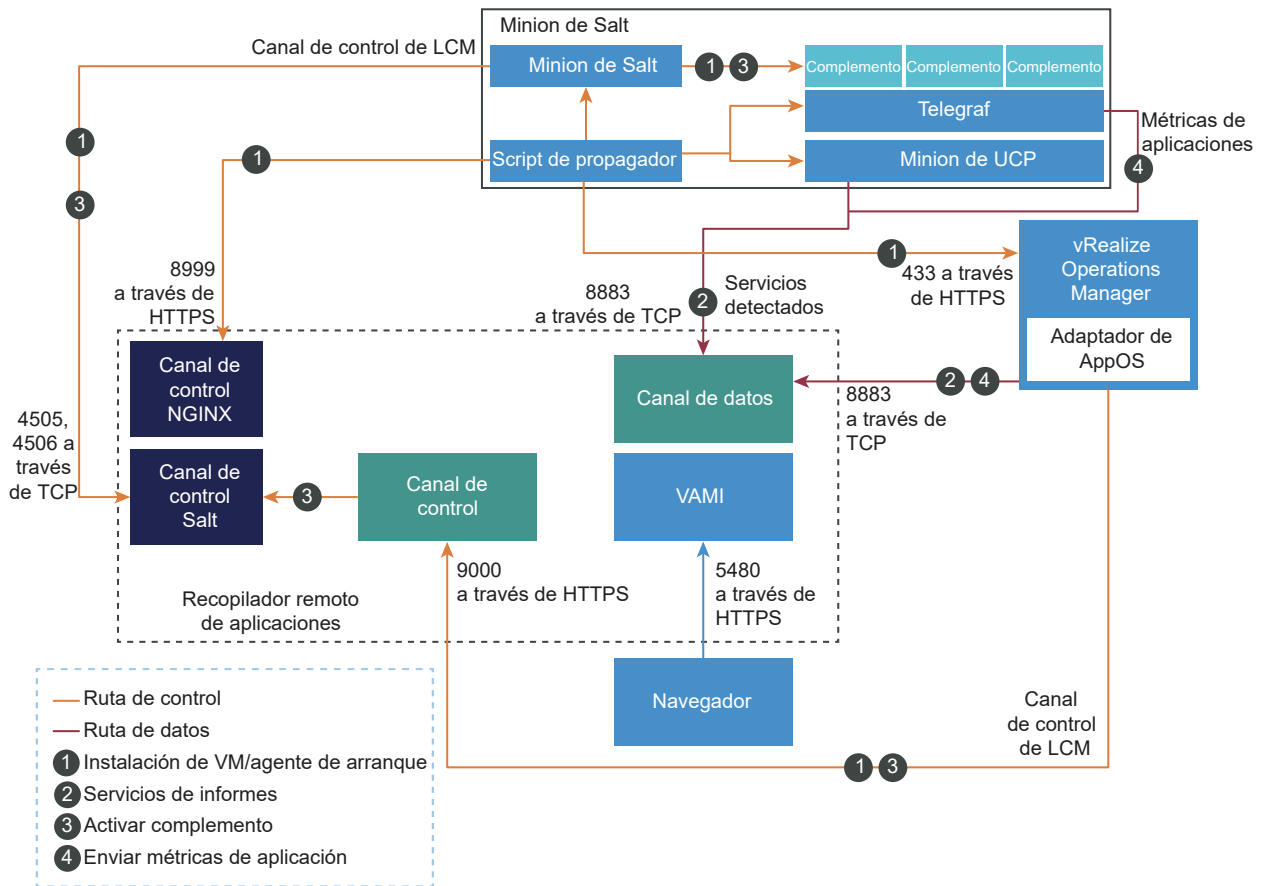 Minion de Salt
Canal de control de LCM
Minion de Salt
1
3
Complemento
Complemento
Complemento
Telegraf
Métricas de
aplicaciones
1
1
Script de propagador
Minion de UCP
4
3
vRealize
Operations
Manager
1
433 a través
de HTTPS
8999
a través de
HTTPS
8883
a través de TCP
2
Servicios
detectados
Adaptador de
AppOS
Canal de
control
NGINX
Canal de datos
2
4
8883
a través de
TCP
4505,
4506 a
través
de TCP
Canal de
control
Salt
3
Canal de
control
VAMI
9000
a través de HTTPS
5480
a través de
HTTPS
Recopilador remoto
de aplicaciones
Navegador
Canal
de control
de LCM
1
3
Ruta de control
Ruta de datos
1 Instalación de VM/agente de arranque
2 Servicios de informes
3 Activar complemento
4 Enviar métricas de aplicación